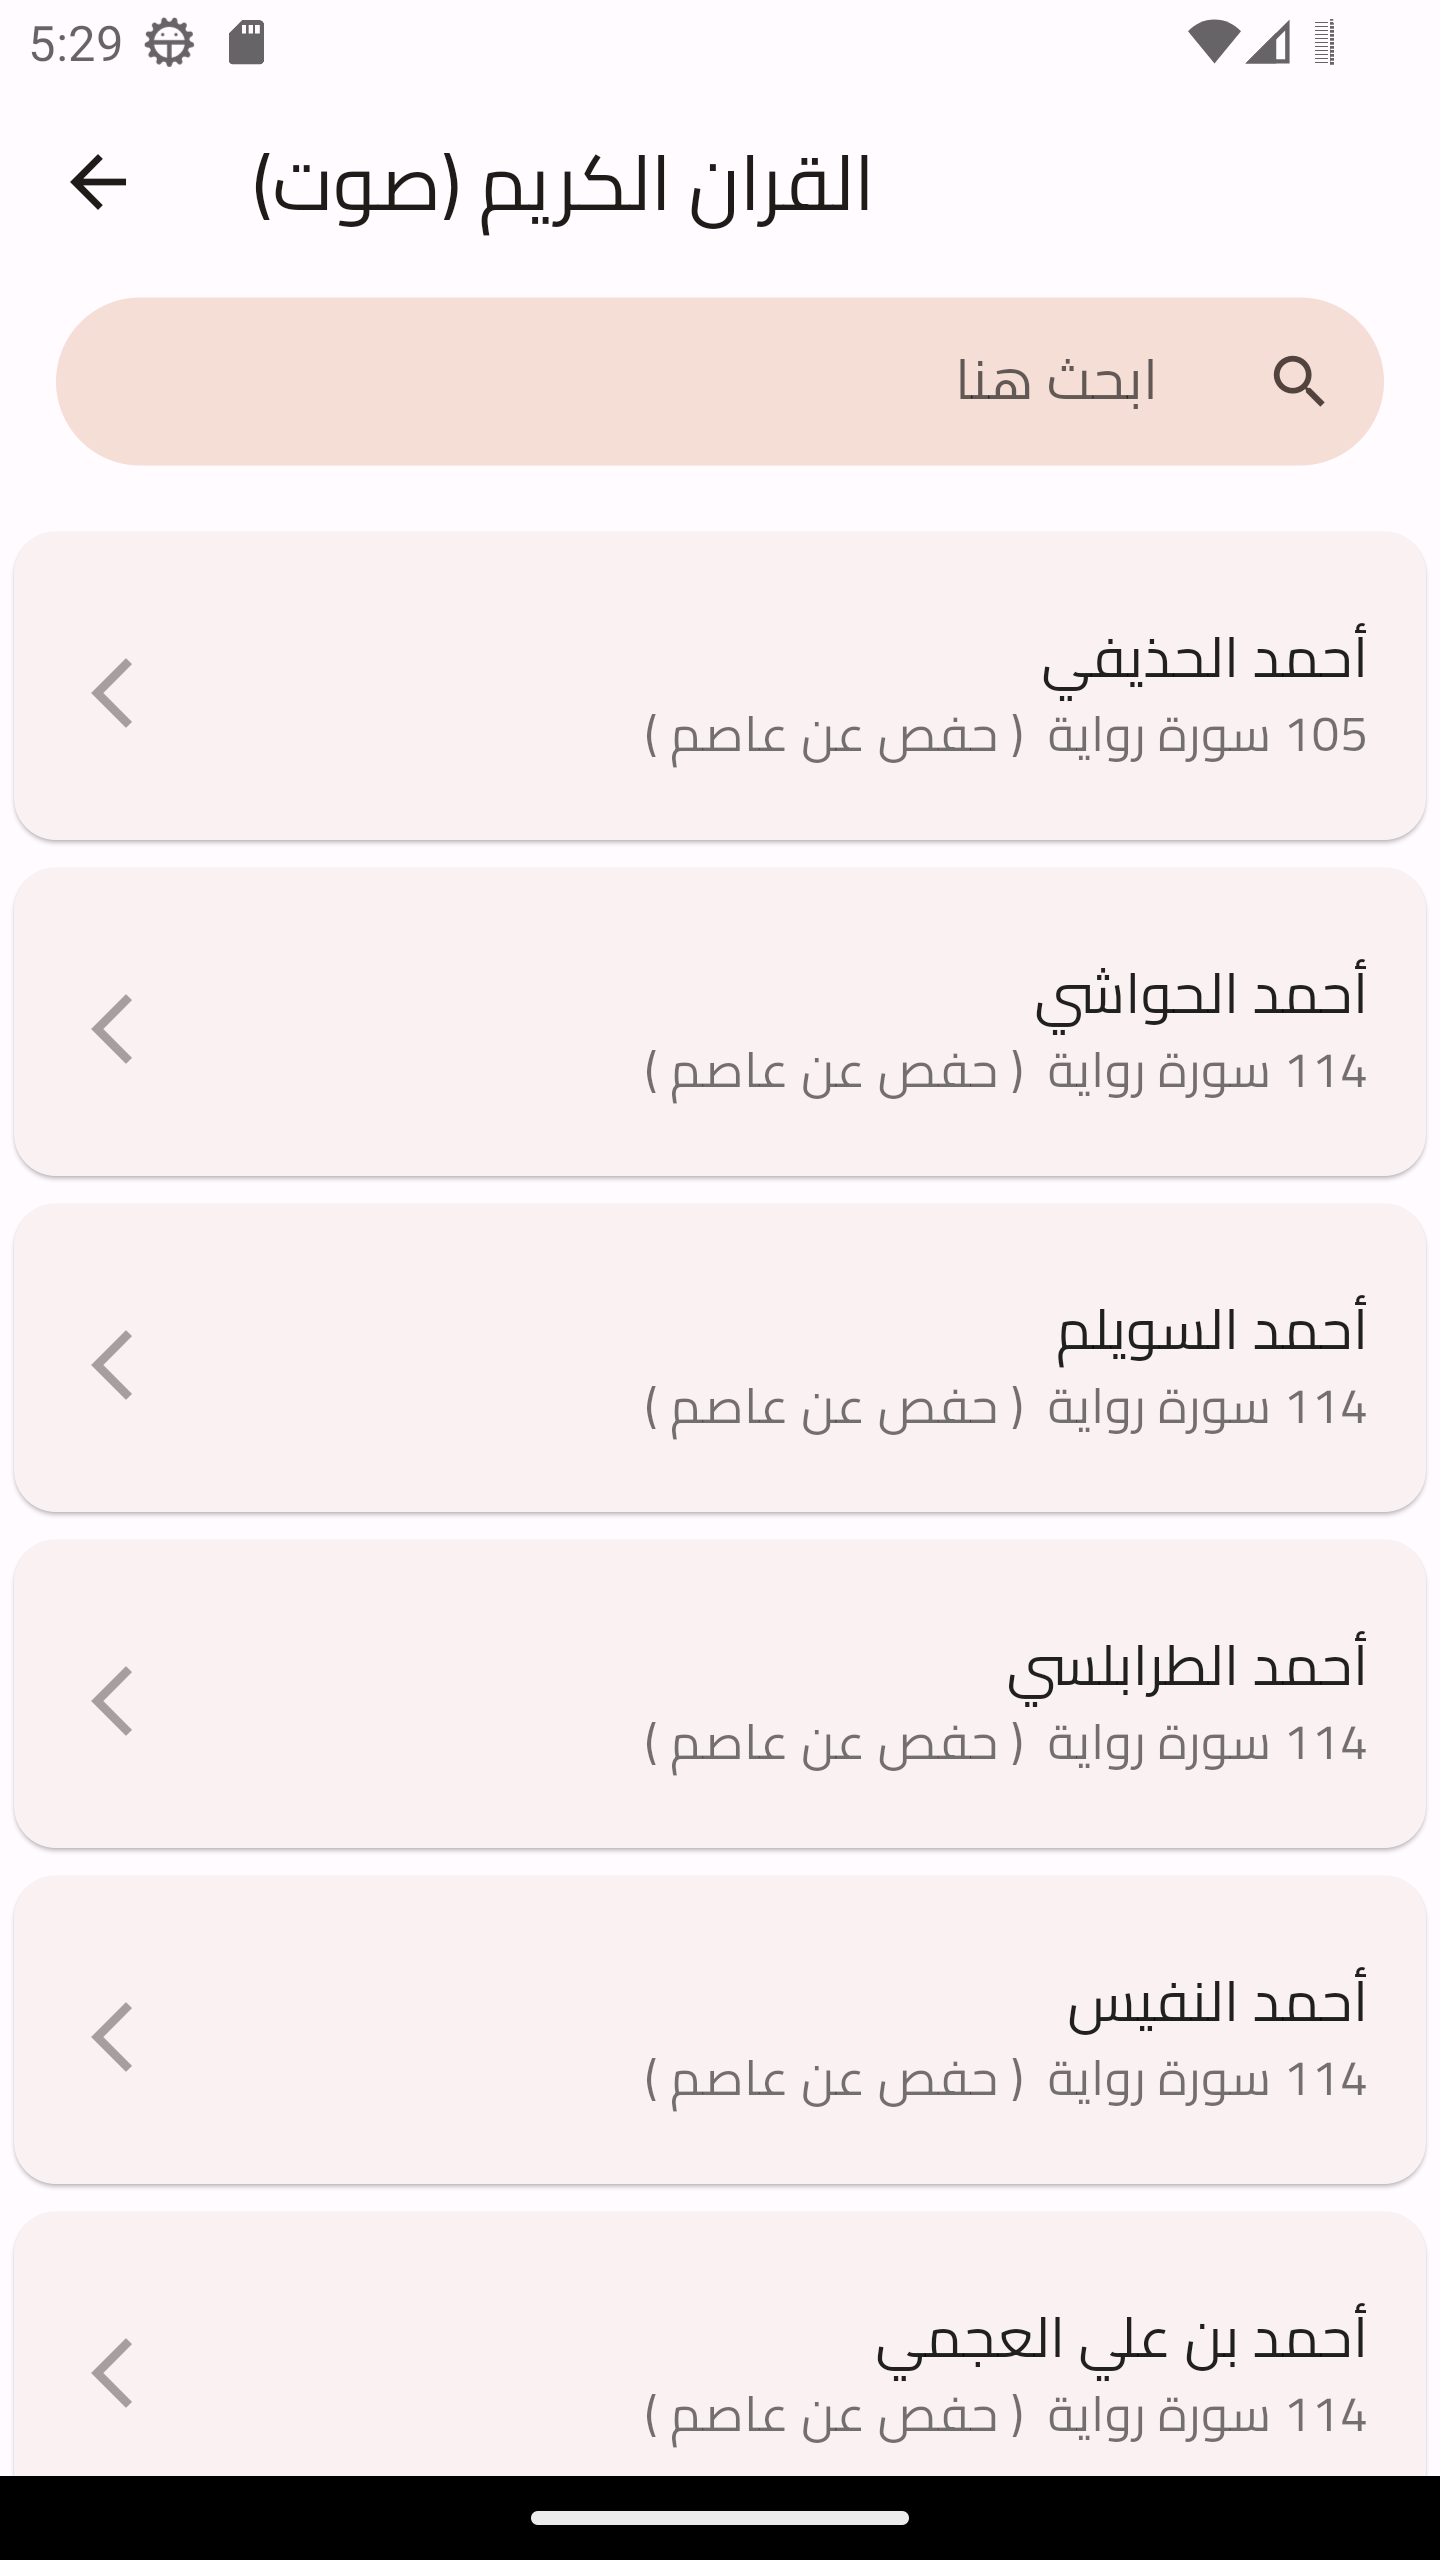 5:29
القران الكريم (صوت)
ابحث هنا
أحمد الحذيفي
105 سورة رواية ( حفص عن عاصم )
أحمد الحواشي
114 سورة رواية ( حفص عن عاصم )
أحمد السويلم
114 سورة رواية ( حفص عن عاصم )
أحمد الطرابلسي
114 سورة رواية ( حفص عن عاصم )
أحمد النفيس
114 سورة رواية ( حفص عن عاصم )
أحمد بن علي العجمي
114 سورة رواية ( حفص عن عاصم )